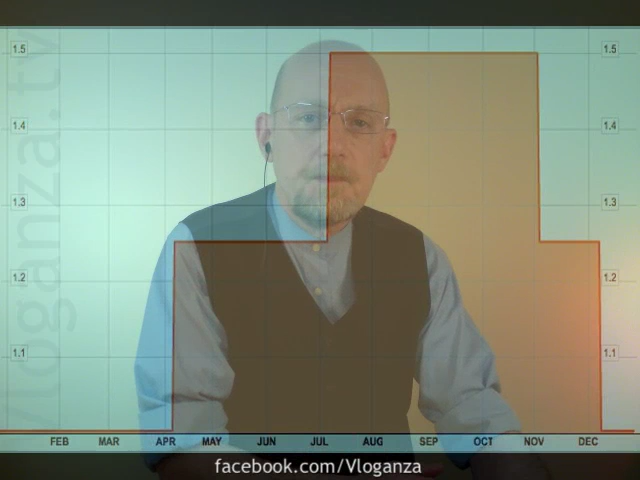 1.5 1.5
1.4 1.4
1.3 1.3
1.2 1.2
1.1 1.1
Vloganza.tv
FEB MAR APR MAY JUN JUL AUG SEP OCT NOV DEC
facebook.com/Vloganza